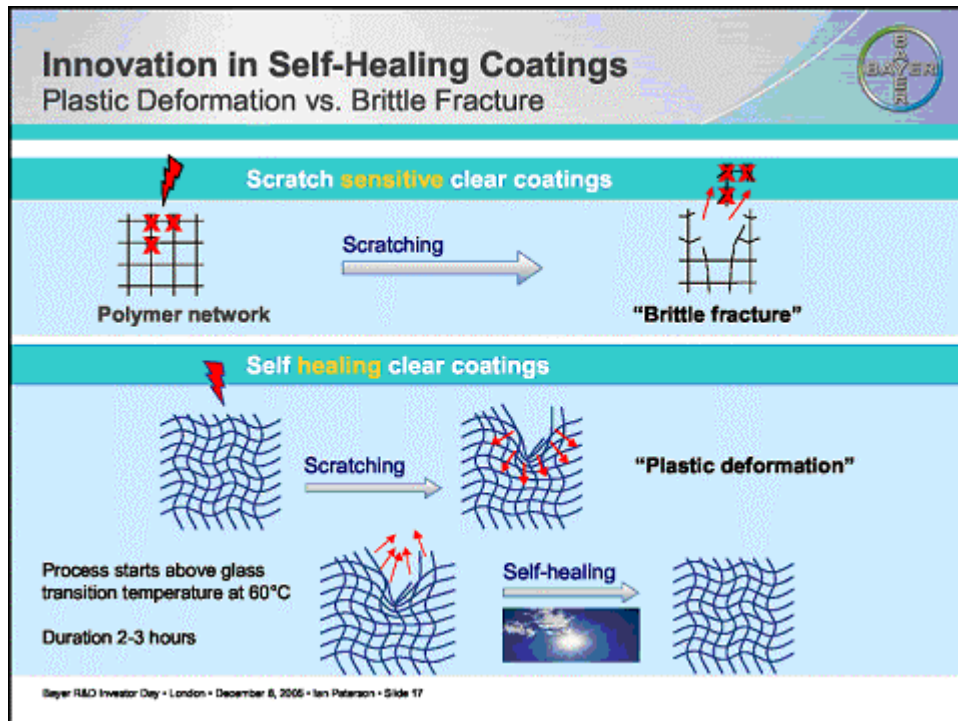 Innovation in Self-Healing Coatings
Plastic Deformation vs. Brittle Fracture
BAYER
BAYER
Scratch sensitive clear coatings
Scratching
Polymer network
“Brittle fracture”
Self healing clear coatings
Scratching
“Plastic deformation”
Process starts above glass
transition temperature at 60°C
Duration 2-3 hours
Self-healing
Bayer R&D Investor Day • London • December 8, 2005 • Ian Paterson • Slide 17